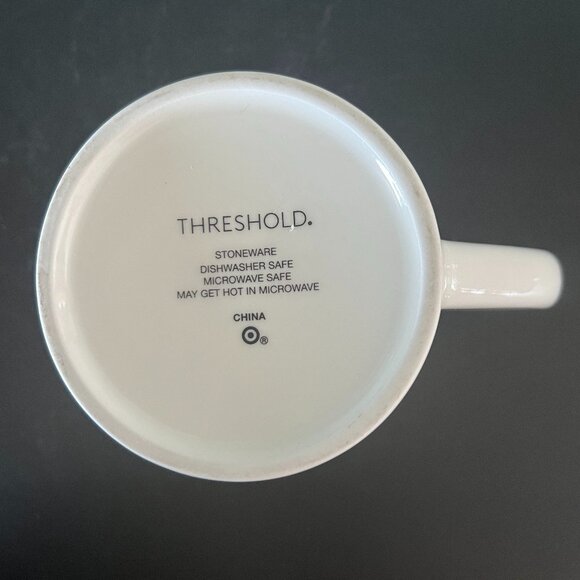 THRESHOLD.
STONEWARE
DISHWASHER SAFE
MICROWAVE SAFE
MAY GET HOT IN MICROWAVE
CHINA
®